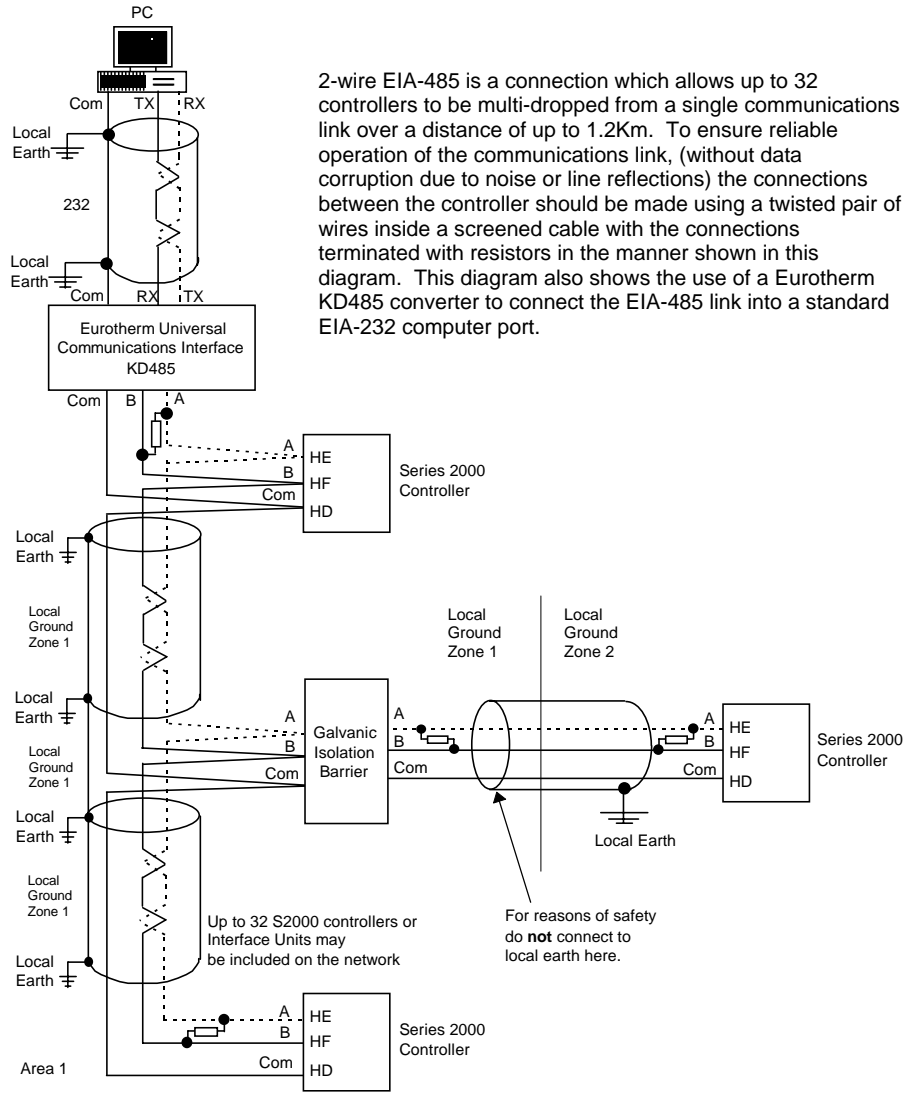 PC
2-wire EIA-485 is a connection which allows up to 32
controllers to be multi-dropped from a single communications
link over a distance of up to 1.2Km. To ensure reliable
operation of the communications link, (without data
corruption due to noise or line reflections) the connections
between the controller should be made using a twisted pair of
wires inside a screened cable with the connections
terminated with resistors in the manner shown in this
diagram. This diagram also shows the use of a Eurotherm
KD485 converter to connect the EIA-485 link into a standard
EIA-232 computer port.
Com TX RX
Local
Earth
232
Local
Earth
Com RX TX
Eurotherm Universal
Communications Interface
KD485
Com B A
A
B
Com
HE
HF
HD
Series 2000
Controller
Local
Earth
Local
Ground
Zone 1
Local
Earth
Local
Ground
Zone 1
A
B
Com
Galvanic
Isolation
Barrier
A
B
Com
Local
Ground
Zone 1
Local
Ground
Zone 2
A
B
Com
HE
HF
HD
Series 2000
Controller
Local Earth
For reasons of safety
do not connect to
local earth here.
Local
Earth
Local
Ground
Zone 1
Local
Earth
Up to 32 S2000 controllers or
Interface Units may
be included on the network
A
B
Com
HE
HF
HD
Series 2000
Controller
Area 1